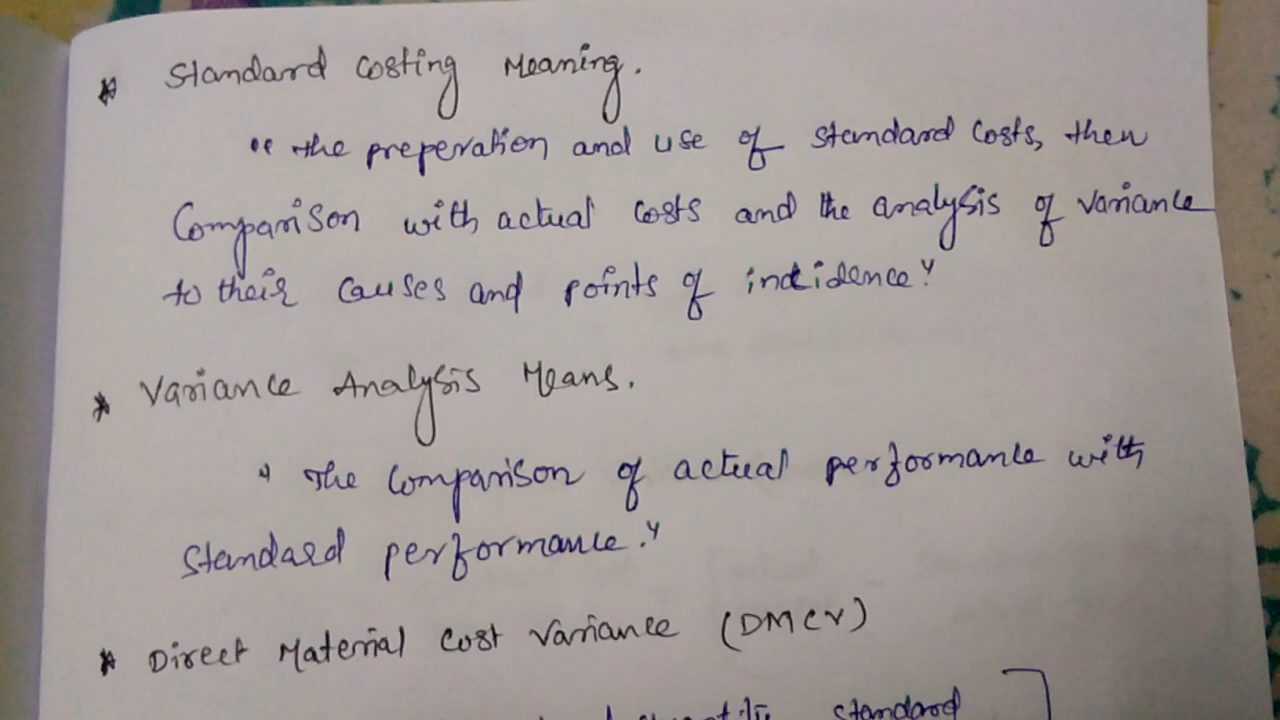 * Standard Costing Meaning.
" the preperation and use of standard costs, then
Comparison with actual costs and the analysis of variance
to their causes and points of incidence"
* Variance Analysis Means.
" The Comparison of actual performance with
Standard performance."
* Direct Material Cost Variance (DMCV)
standard ]